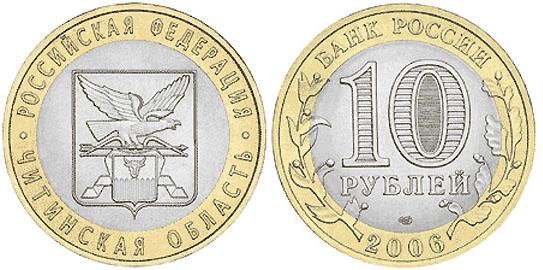 РОССИЙСКАЯ ФЕДЕРАЦИЯ
ЧИТИНСКАЯ ОБЛАСТЬ
БАНК РОССИИ
10
РУБЛЕЙ
2006